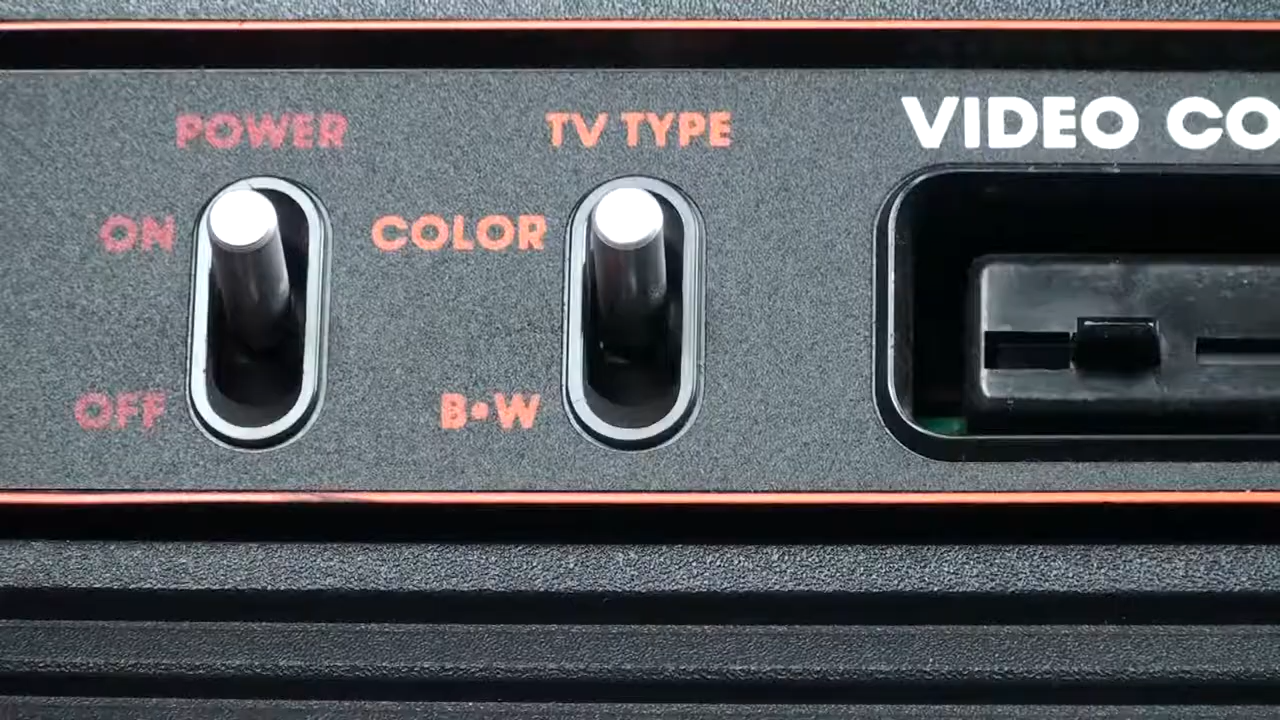 POWER
TV TYPE
VIDEO CO
ON
COLOR
OFF
B•W